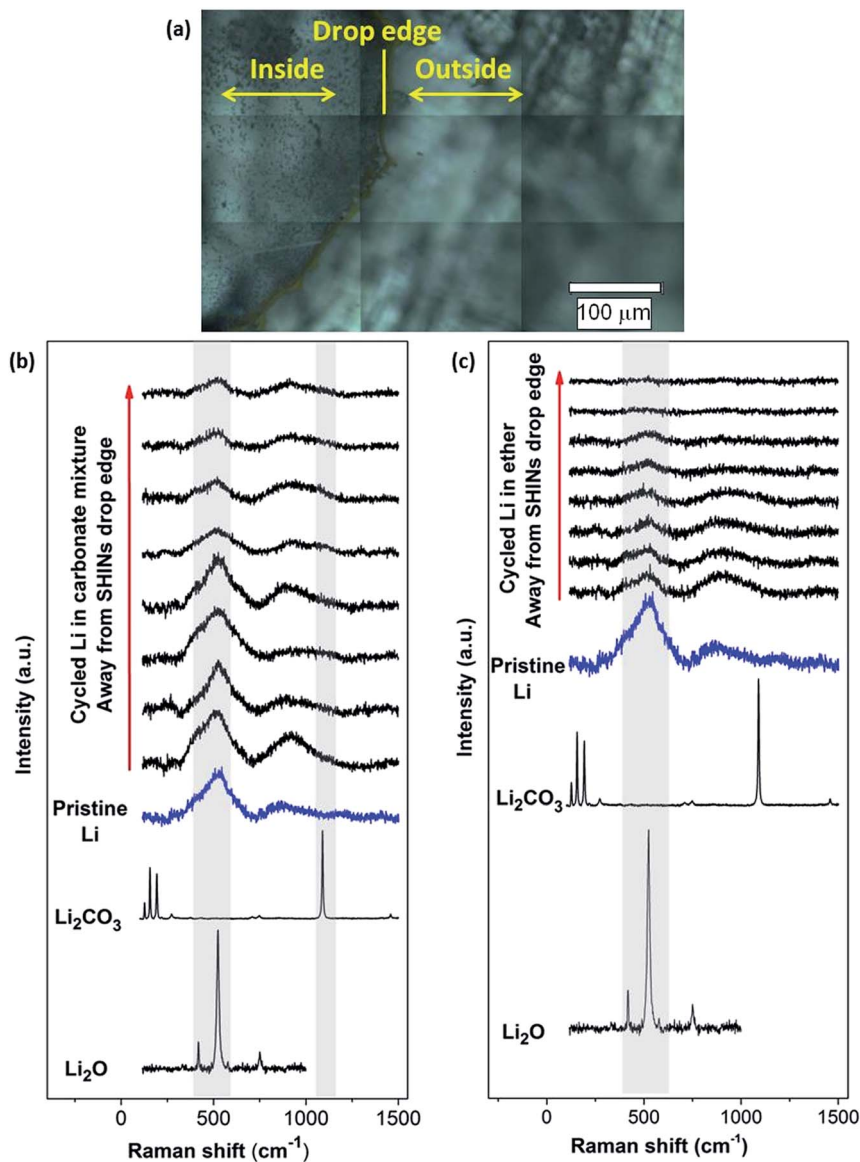 (a)
Drop edge
Inside
Outside
100 μm
(b)
Cycled Li in carbonate mixture
Away from SHINs drop edge
Intensity (a.u.)
Pristine
Li
Li₂CO₃
Li₂O
0
500
1000
1500
Raman shift (cm⁻¹)
(c)
Cycled Li in ether
Away from SHINs drop edge
Intensity (a.u.)
Pristine
Li
Li₂CO₃
Li₂O
0
500
1000
1500
Raman shift (cm⁻¹)